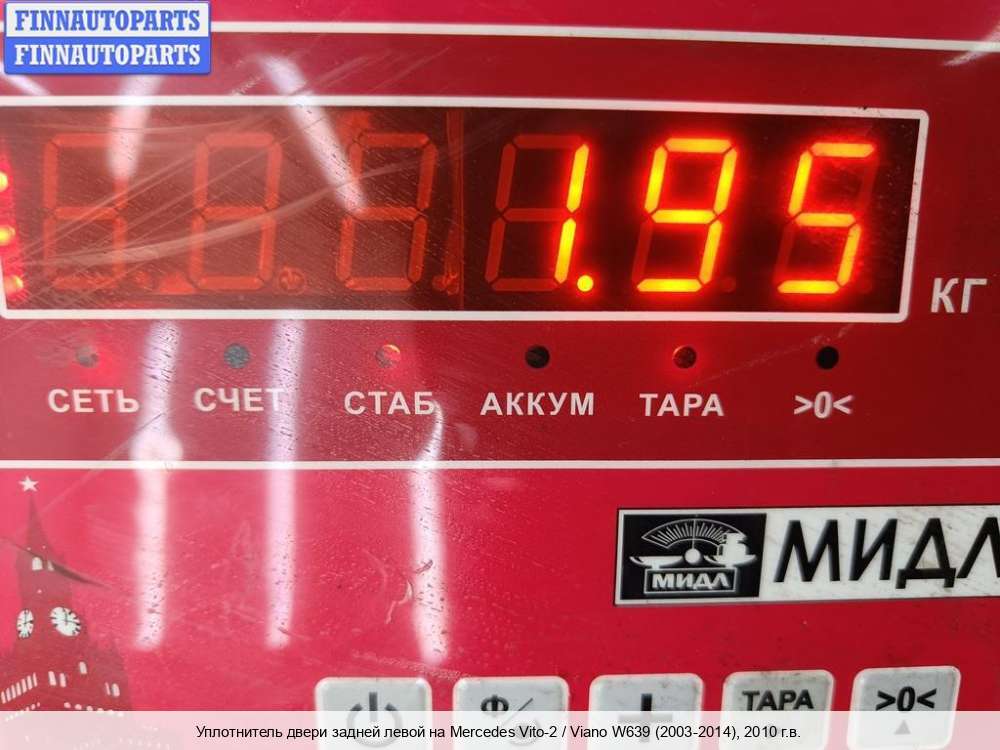 FINNAUTOPARTS
FINNAUTOPARTS
1.95
КГ
СЕТЬ СЧЕТ СТАБ АККУМ ТАРА >0<
МИДЛ МИДЛ
Ф/ + ТАРА >0<
Уплотнитель двери задней левой на Mercedes Vito-2 / Viano W639 (2003-2014), 2010 г.в.